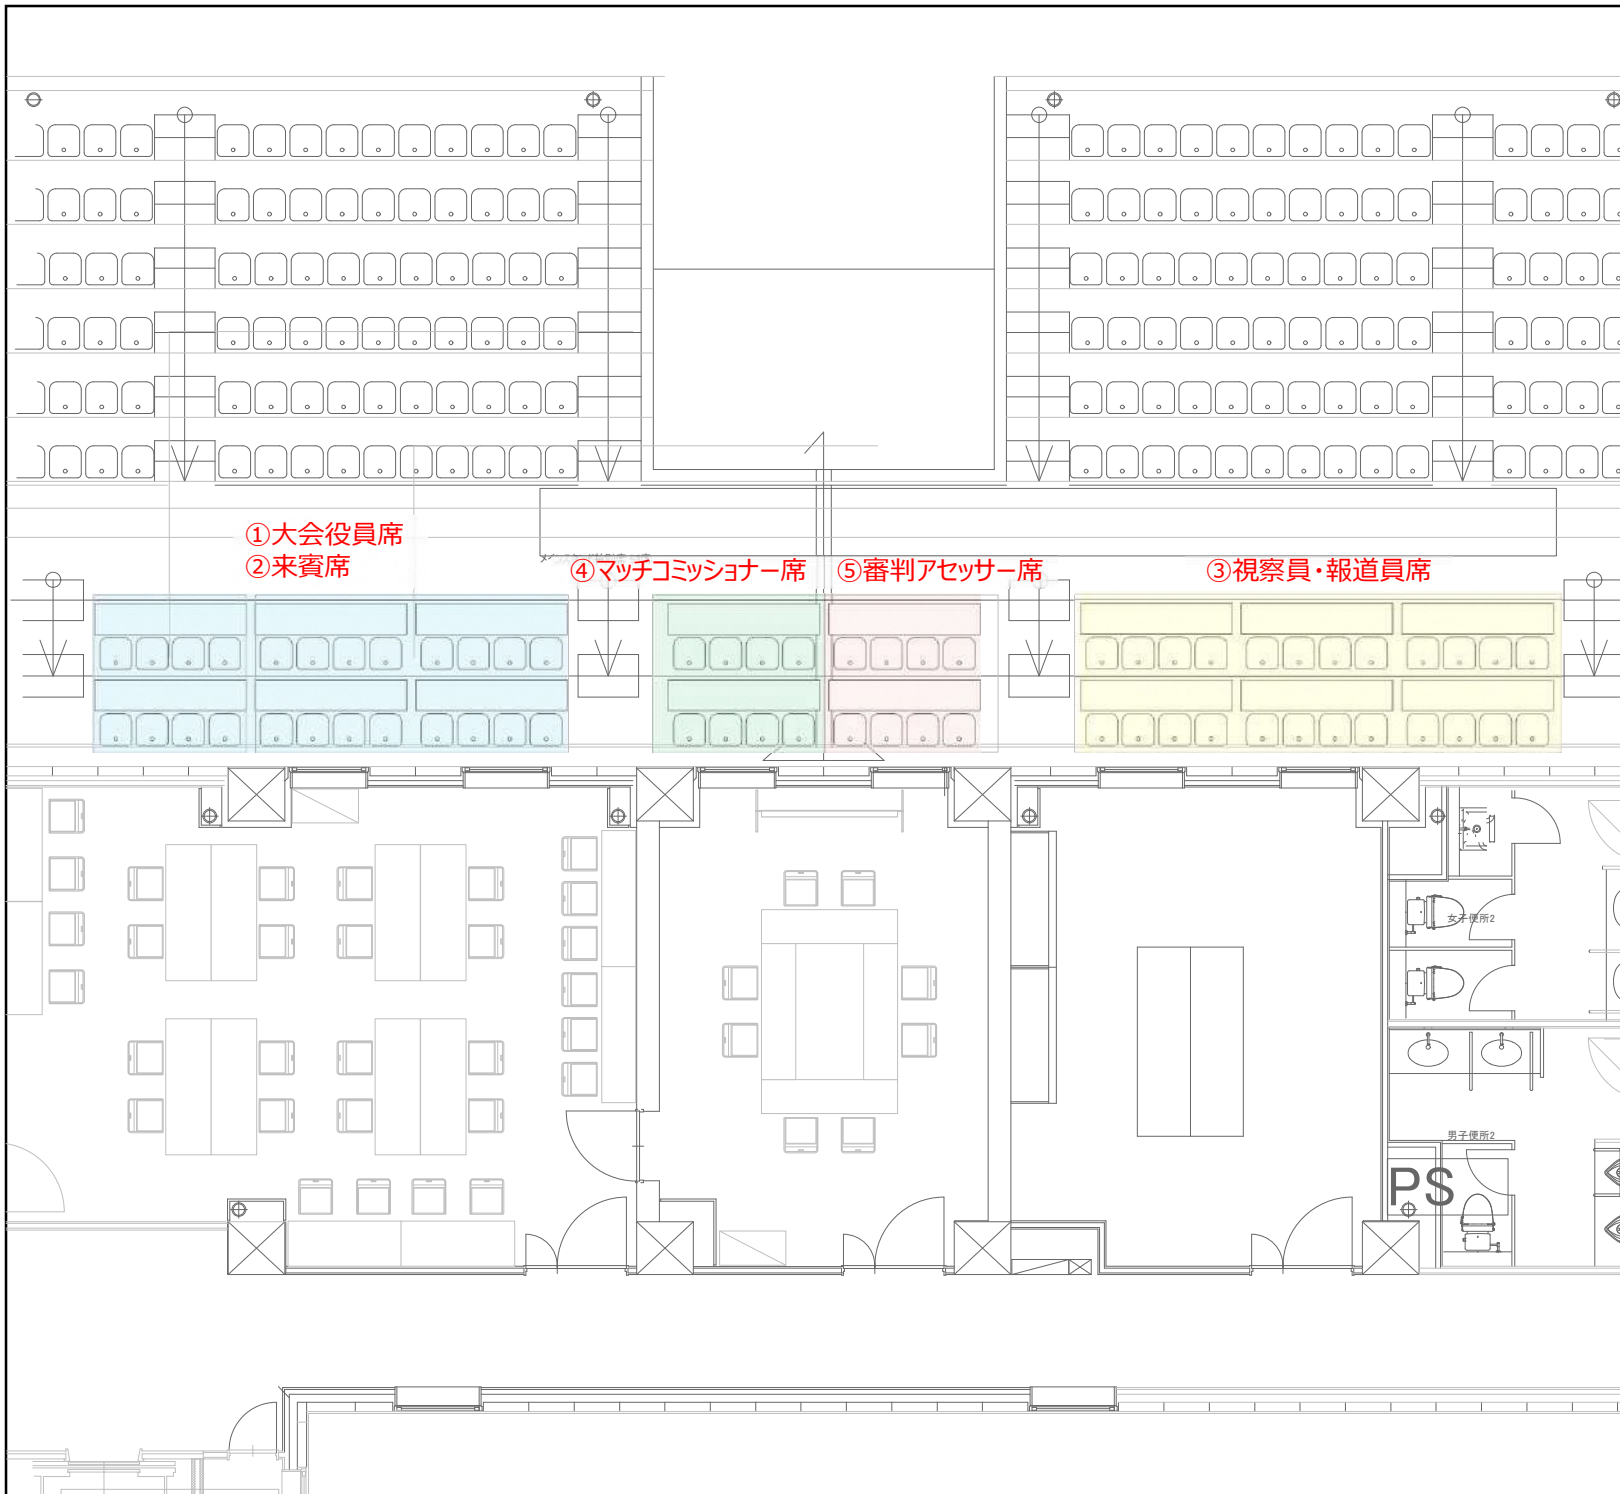 ①大会役員席
②来賓席
④マッチコミッショナー席
⑤審判アセッサー席
③視察員・報道員席
女子便所2
男子便所2
PS